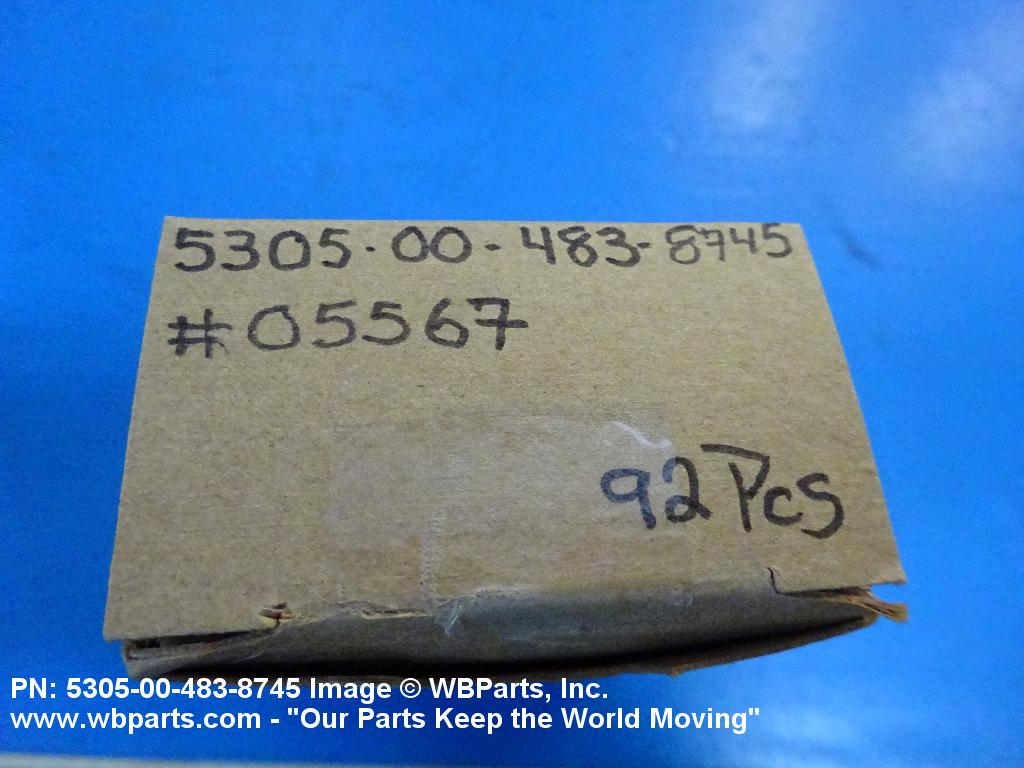 5305-00-483-8745
#05567
92 Pcs
PN: 5305-00-483-8745 Image © WBParts, Inc.
www.wbparts.com - "Our Parts Keep the World Moving"